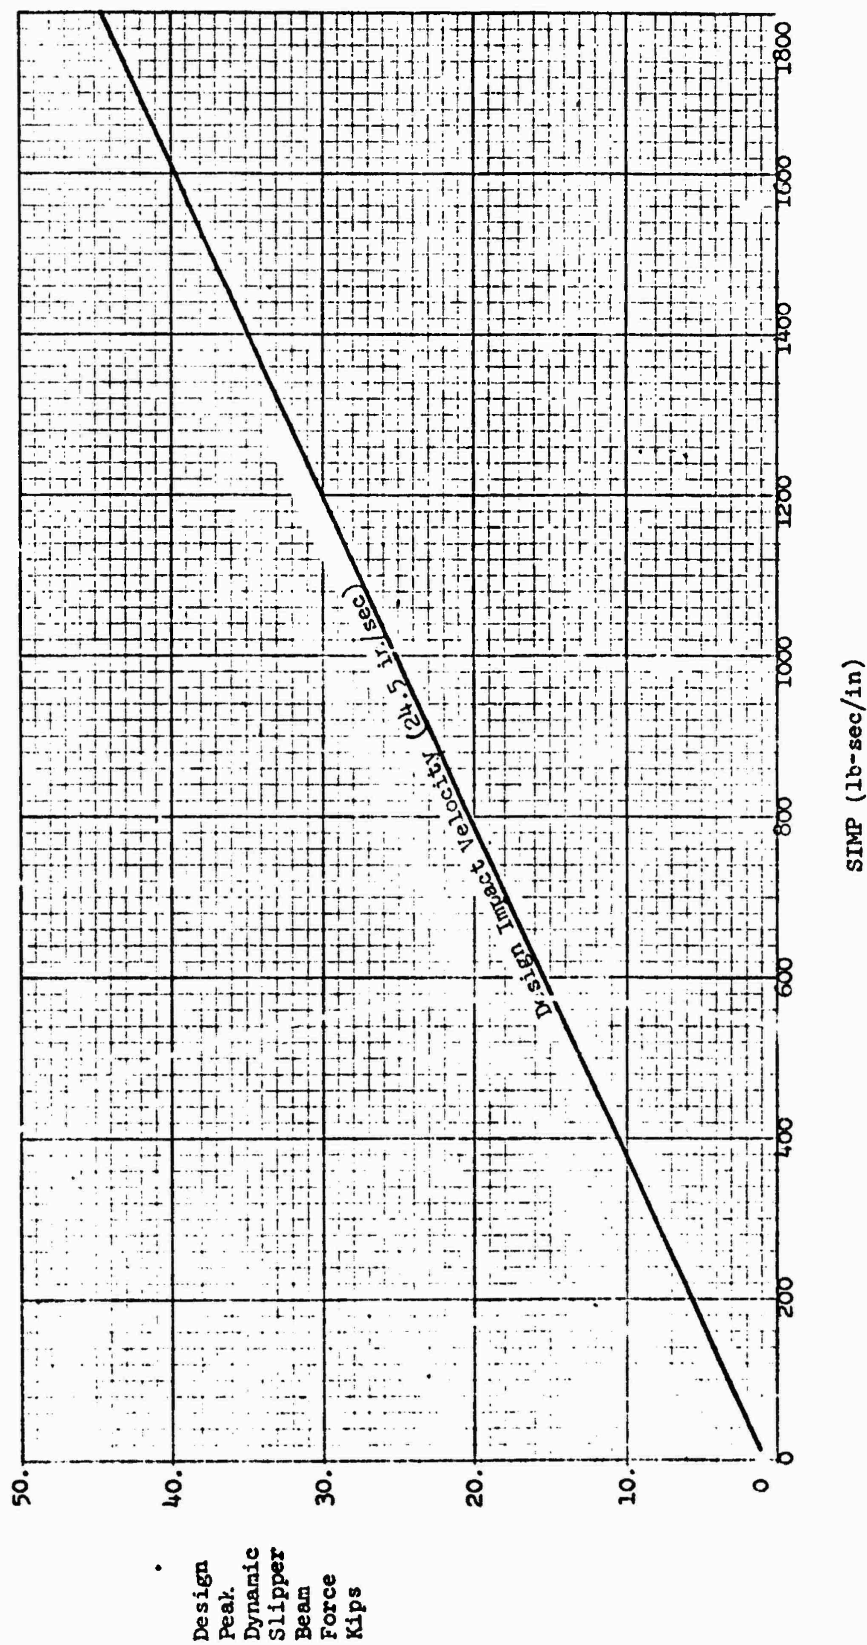 Design
Peak
Dynamic
Slipper
Beam
Force
Kips
50.
40.
30.
20.
10.
0
Design Impact Velocity (24.5 in/sec)
0 200 400 600 800 1000 1200 1400 1600 1800
SIMP (lb-sec/in)